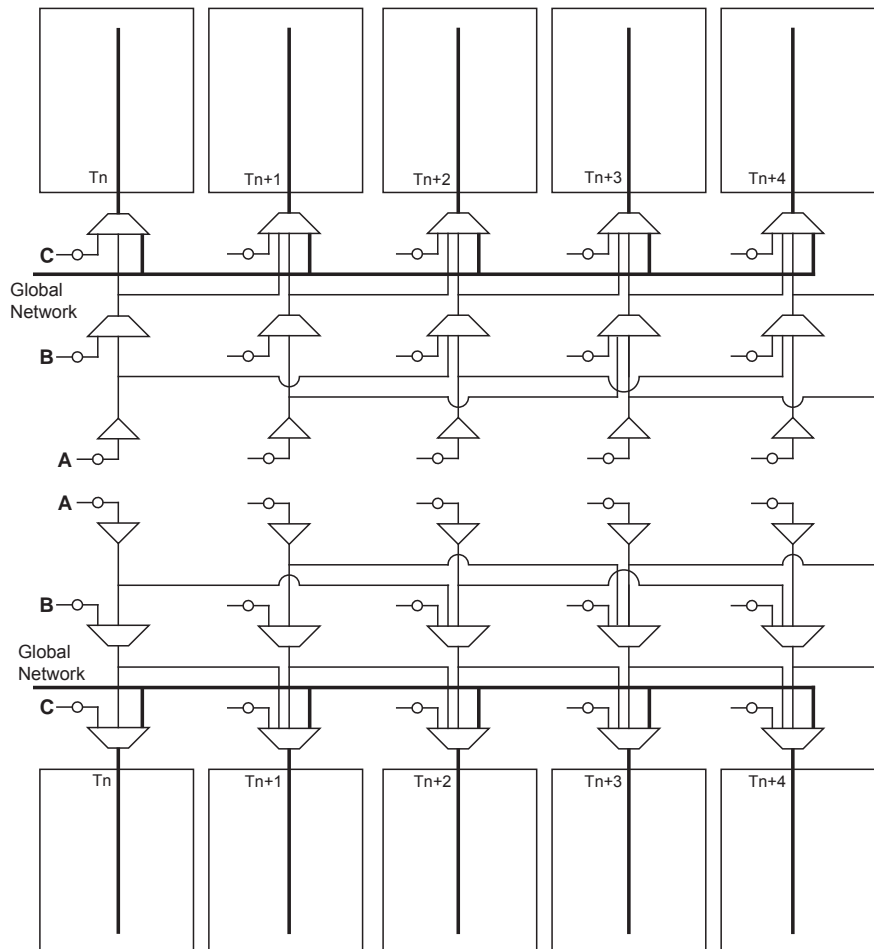 Tn Tn+1 Tn+2 Tn+3 Tn+4
C
Global
Network
B
A
A
B
Global
Network
C
Tn Tn+1 Tn+2 Tn+3 Tn+4